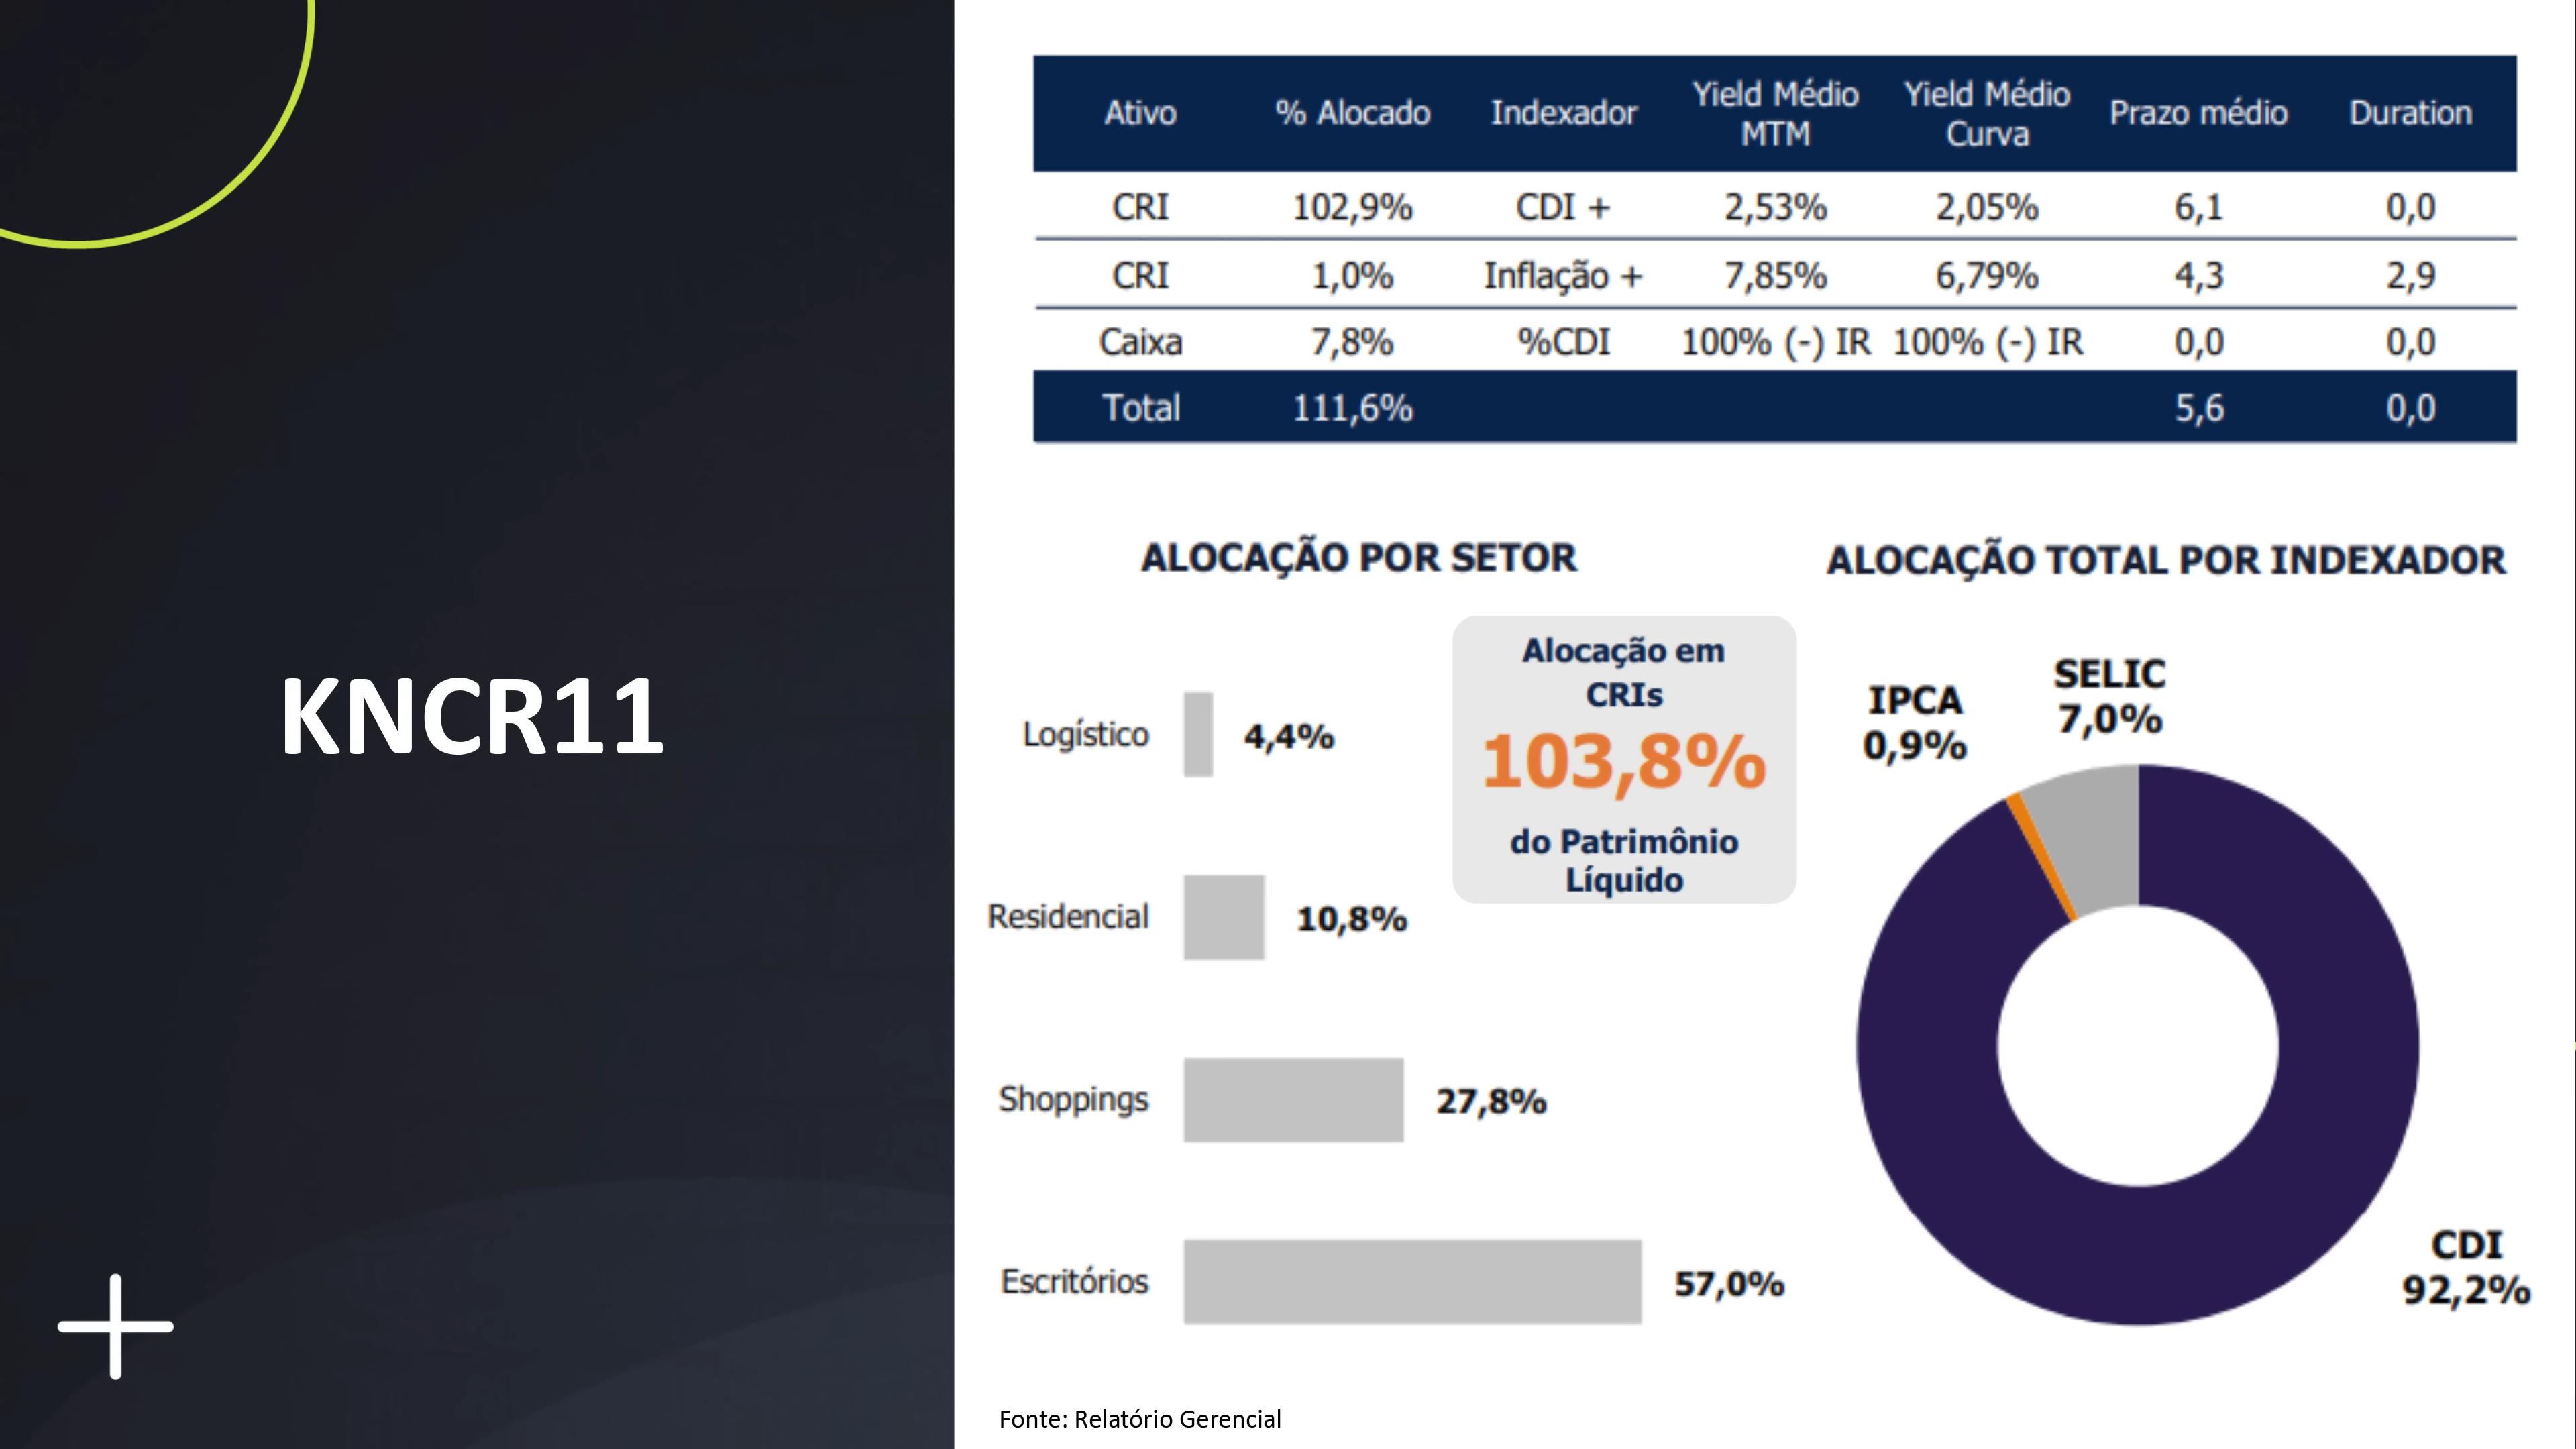 KNCR11
Ativo % Alocado Indexador Yield Médio MTM Yield Médio Curva Prazo médio Duration
CRI 102,9% CDI + 2,53% 2,05% 6,1 0,0
CRI 1,0% Inflação + 7,85% 6,79% 4,3 2,9
Caixa 7,8% %CDI 100% (-) IR 100% (-) IR 0,0 0,0
Total 111,6% 5,6 0,0
ALOCAÇÃO POR SETOR
Alocação em
CRIs
103,8%
do Patrimônio
Líquido
Logístico 4,4%
Residencial 10,8%
Shoppings 27,8%
Escritórios 57,0%
ALOCAÇÃO TOTAL POR INDEXADOR
IPCA
0,9%
SELIC
7,0%
CDI
92,2%
Fonte: Relatório Gerencial